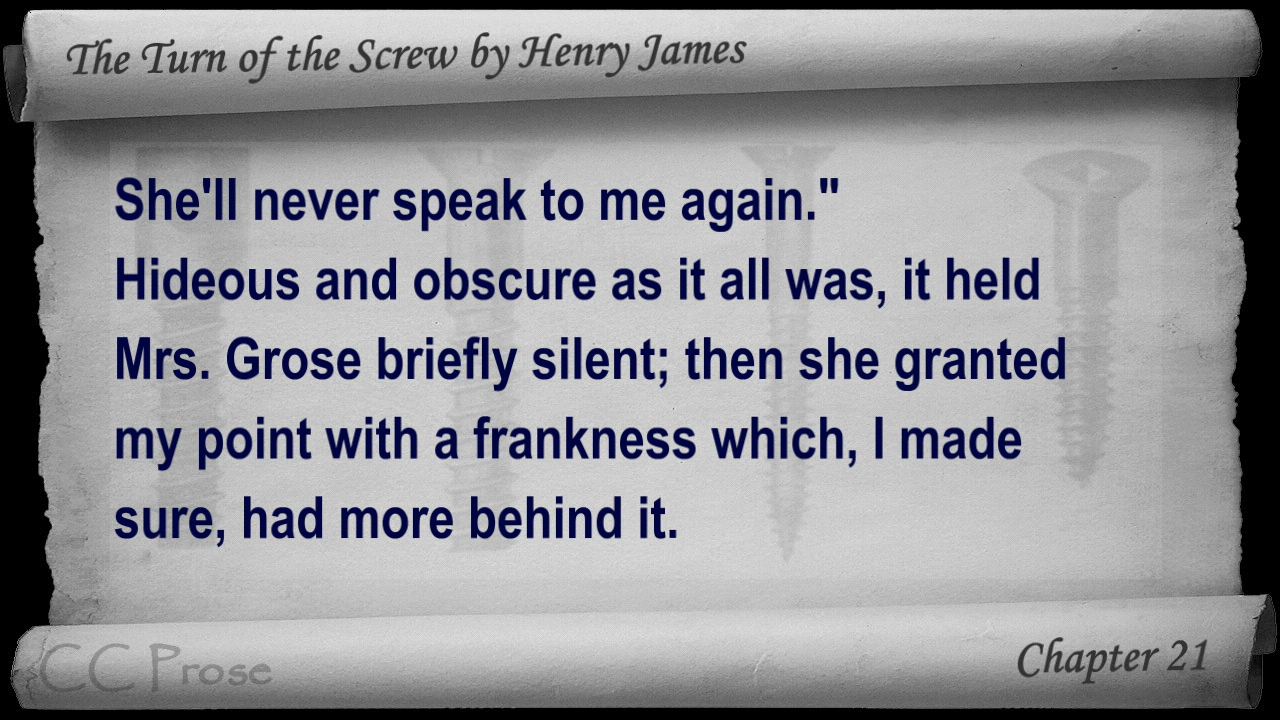 The Turn of the Screw by Henry James
She'll never speak to me again."
Hideous and obscure as it all was, it held
Mrs. Grose briefly silent; then she granted
my point with a frankness which, I made
sure, had more behind it.
CC Prose
Chapter 21